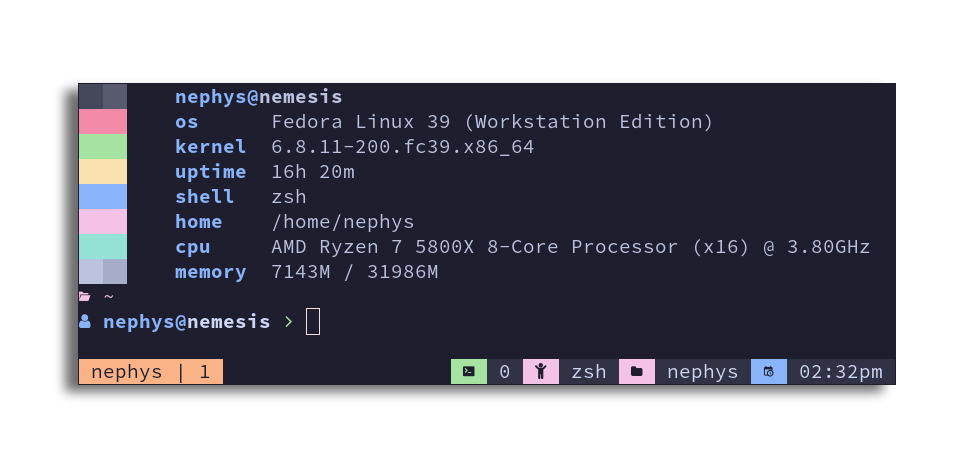 nephys@nemesis
os Fedora Linux 39 (Workstation Edition)
kernel 6.8.11-200.fc39.x86_64
uptime 16h 20m
shell zsh
home /home/nephys
cpu AMD Ryzen 7 5800X 8-Core Processor (x16) @ 3.80GHz
memory 7143M / 31986M
~
nephys@nemesis >
nephys | 1 0 zsh nephys 02:32pm